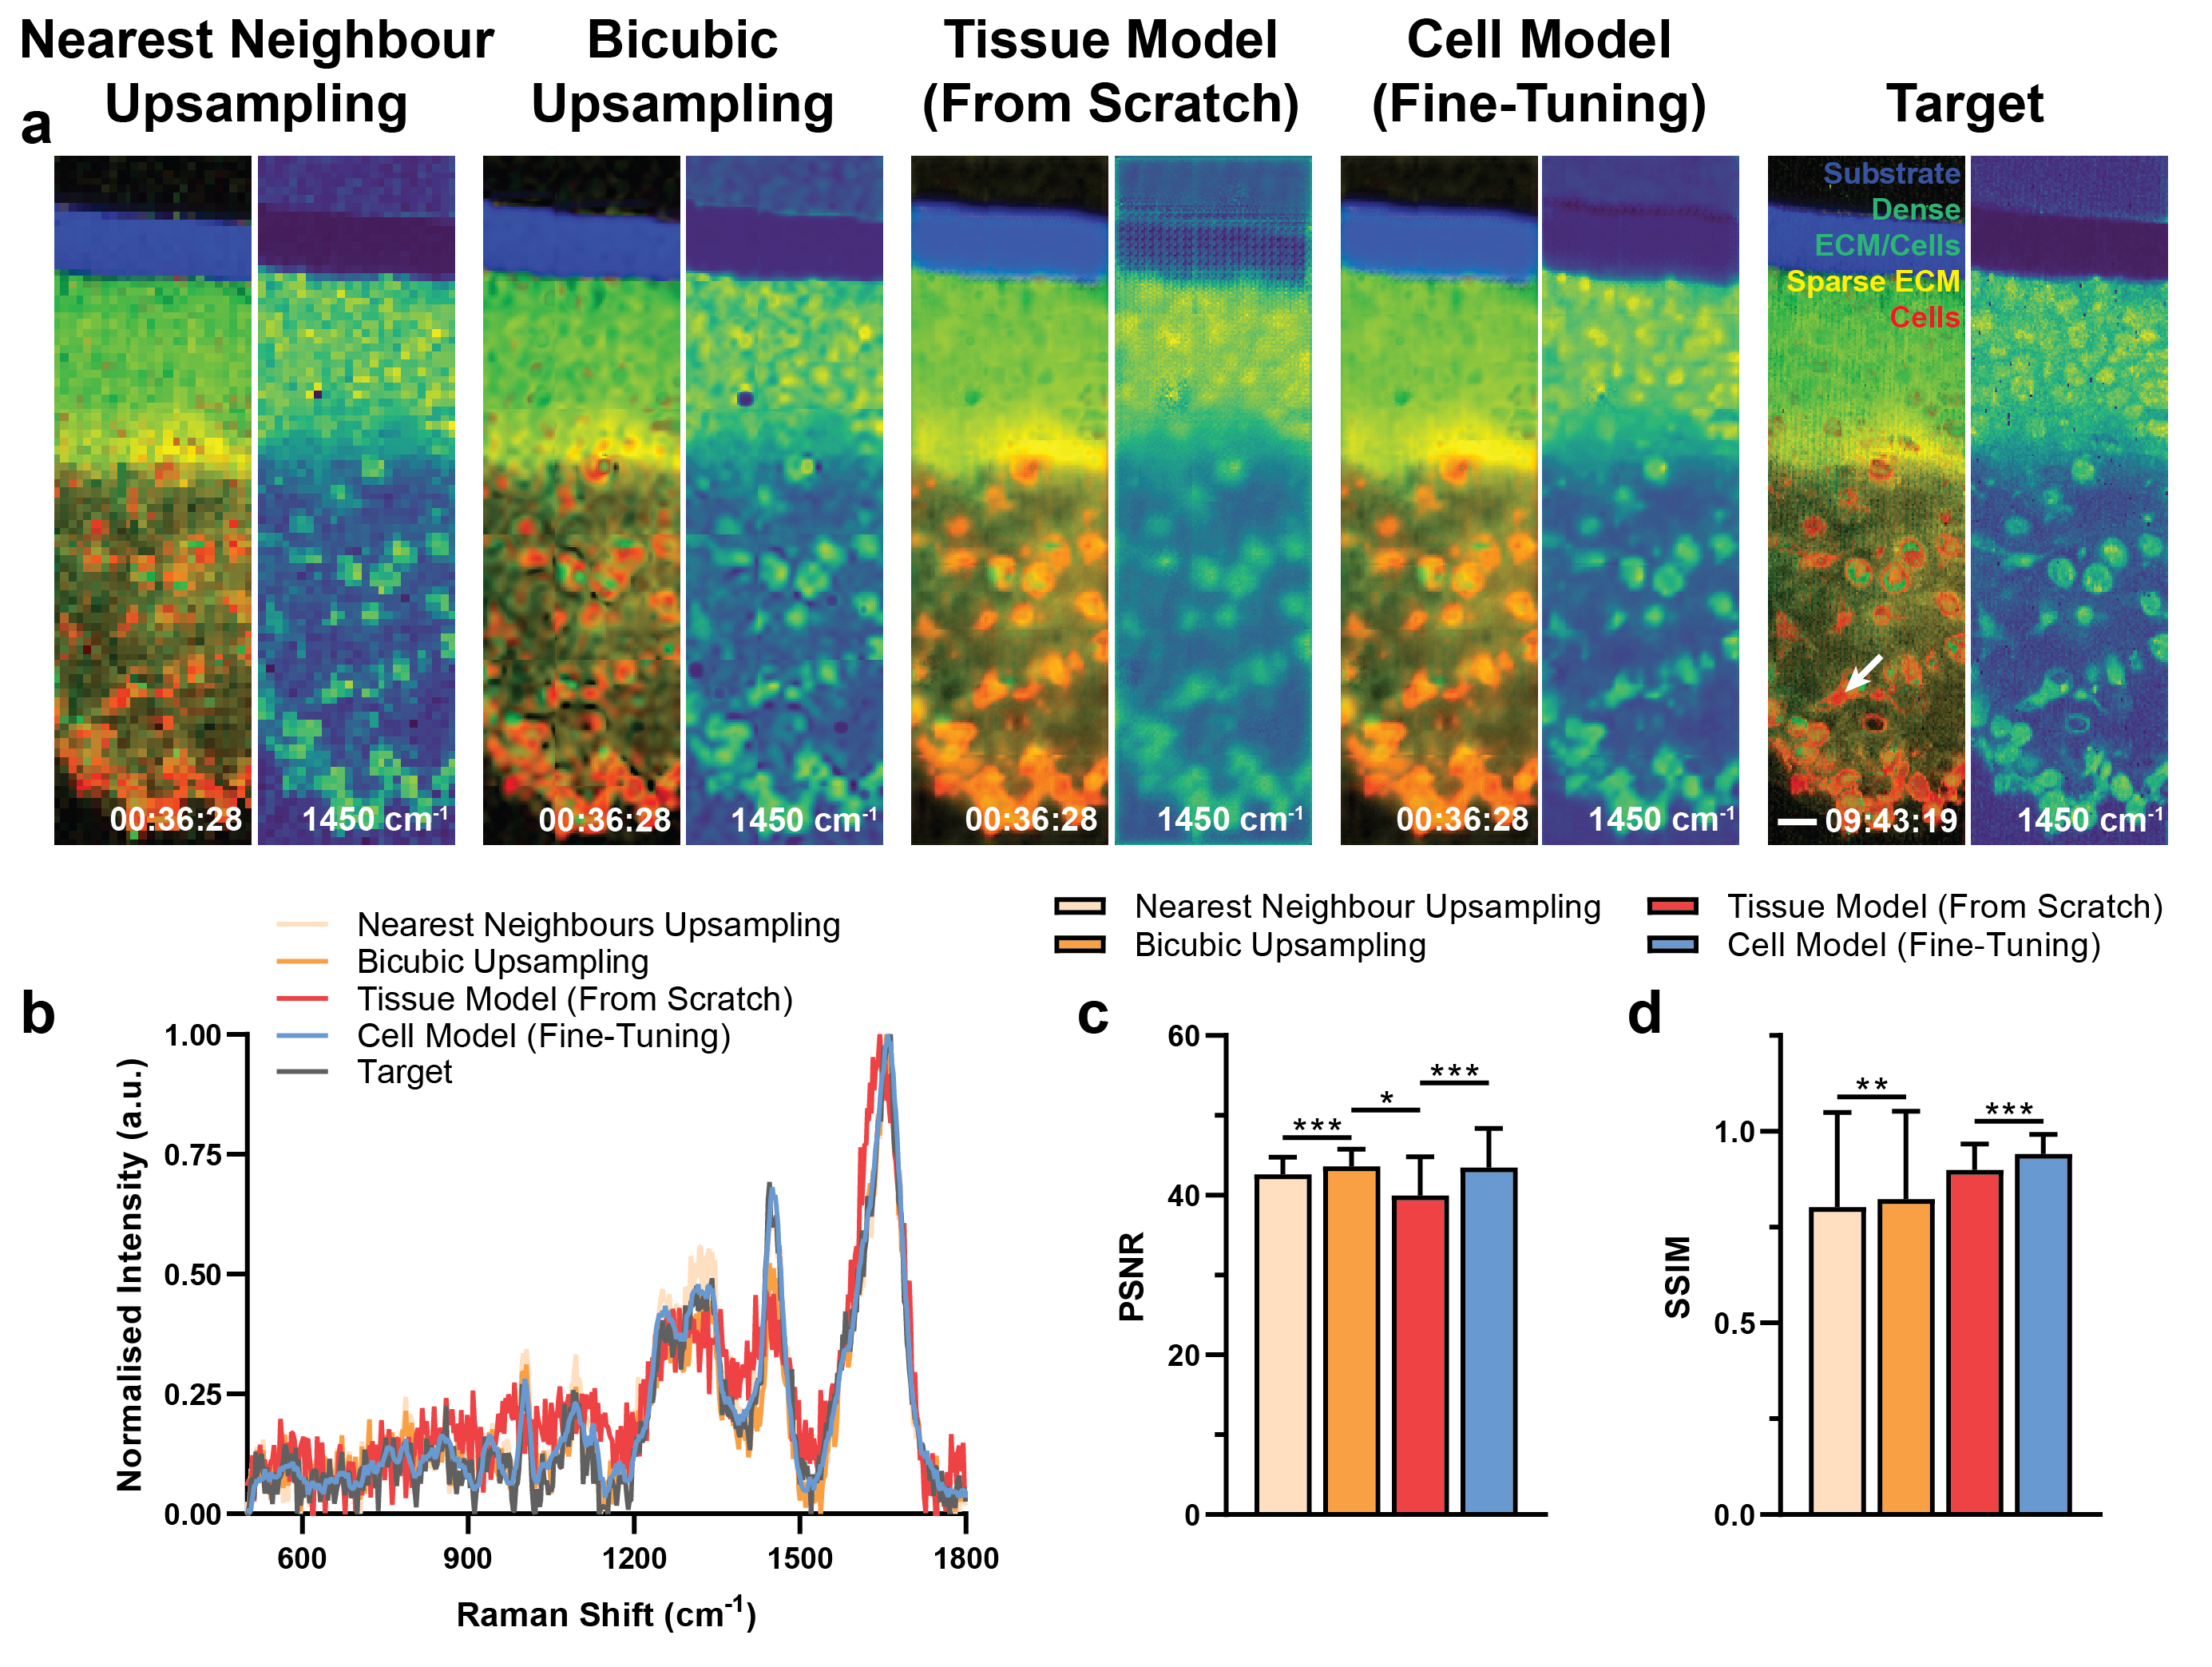 Nearest Neighbour
Upsampling
Bicubic
Upsampling
Tissue Model
(From Scratch)
Cell Model
(Fine-Tuning)
Target
a
Substrate
Dense
ECM/Cells
Sparse ECM
Cells
00:36:28
1450 cm-1
00:36:28
1450 cm-1
00:36:28
1450 cm-1
00:36:28
1450 cm-1
09:43:19
1450 cm-1
b
Nearest Neighbours Upsampling
Bicubic Upsampling
Tissue Model (From Scratch)
Cell Model (Fine-Tuning)
Target
Normalised Intensity (a.u.)
1.00
0.75
0.50
0.25
0.00
600
900
1200
1500
1800
Raman Shift (cm-1)
Nearest Neighbour Upsampling
Bicubic Upsampling
Tissue Model (From Scratch)
Cell Model (Fine-Tuning)
c
PSNR
60
40
20
0
***
*
***
d
SSIM
1.0
0.5
0.0
**
***